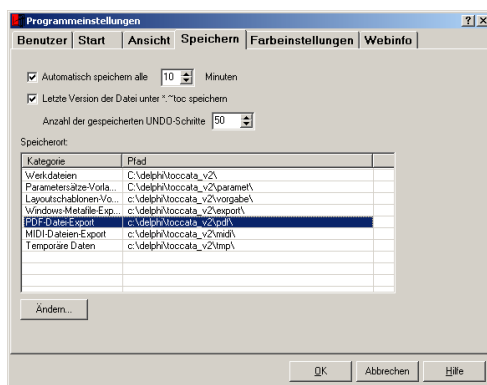 Programmeinstellungen
Benutzer Start Ansicht Speichern Farbeinstellungen Webinfo
Automatisch speichern alle 10 Minuten
Letzte Version der Datei unter *.~toc speichern
Anzahl der gespeicherten UNDO-Schritte 50
Speicherort:
Kategorie Pfad
Werkdateien C:\delphi\toccata_v2\
Parametersätze-Vorla... C:\delphi\toccata_v2\paramet\
Layoutschablonen-Vo... c:\delphi\toccata_v2\vorgabe\
Windows-Metafile-Exp... c:\delphi\toccata_v2\export\
PDF-Datei-Export c:\delphi\toccata_v2\pdf\
MIDI-Dateien-Export c:\delphi\toccata_v2\midi\
Temporäre Daten c:\delphi\toccata_v2\tmp\
Ändern...
OK Abbrechen Hilfe